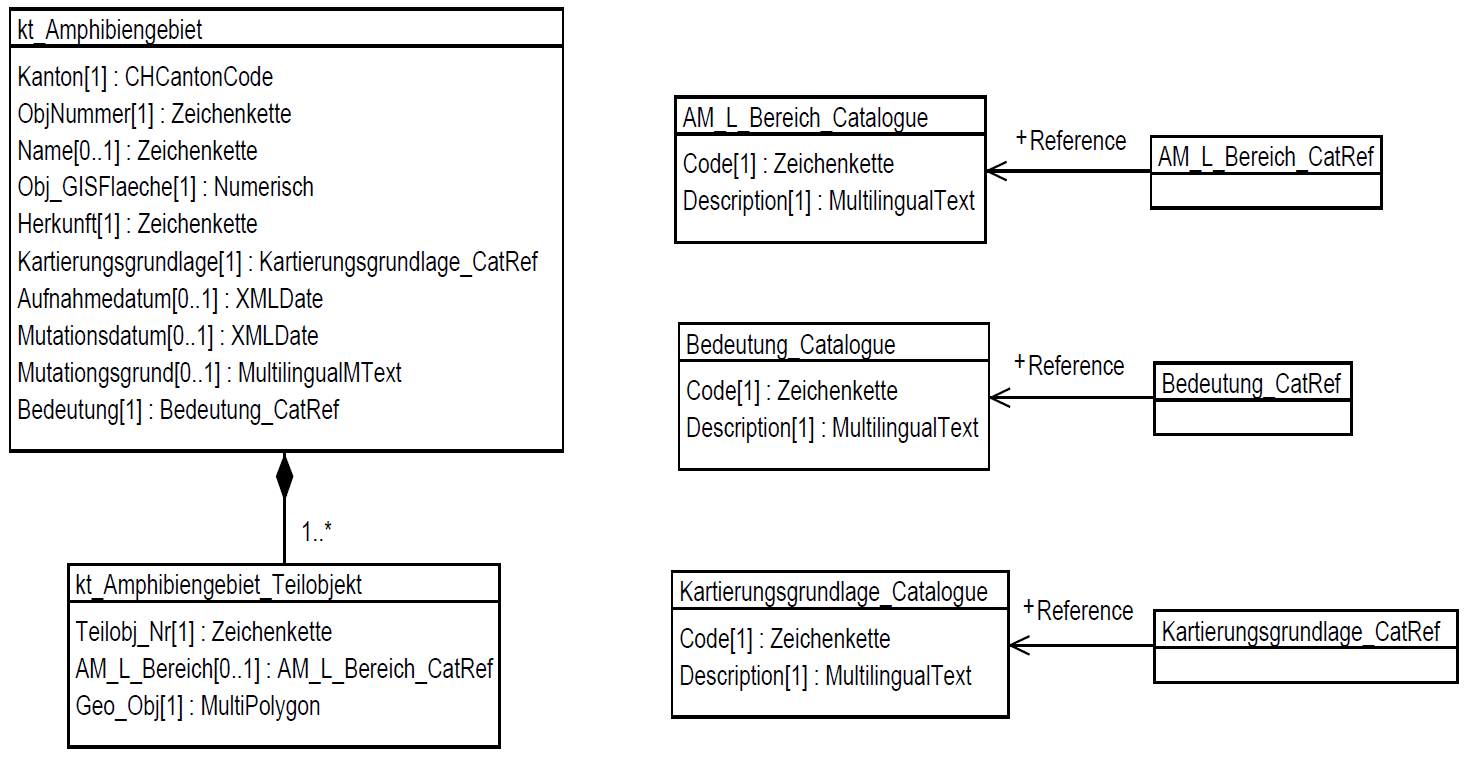 kt_Amphibiengebiet
Kanton[1] : CHCantonCode
ObjNummer[1] : Zeichenkette
Name[0..1] : Zeichenkette
Obj_GISFlaeche[1] : Numerisch
Herkunft[1] : Zeichenkette
Kartierungsgrundlage[1] : Kartierungsgrundlage_CatRef
Aufnahmedatum[0..1] : XMLDate
Mutationsdatum[0..1] : XMLDate
Mutationgsgrund[0..1] : MultilingualMText
Bedeutung[1] : Bedeutung_CatRef
1..*
kt_Amphibiengebiet_Teilobjekt
Teilobj_Nr[1] : Zeichenkette
AM_L_Bereich[0..1] : AM_L_Bereich_CatRef
Geo_Obj[1] : MultiPolygon
AM_L_Bereich_Catalogue
Code[1] : Zeichenkette
Description[1] : MultilingualText
+Reference
AM_L_Bereich_CatRef
Bedeutung_Catalogue
Code[1] : Zeichenkette
Description[1] : MultilingualText
+Reference
Bedeutung_CatRef
Kartierungsgrundlage_Catalogue
Code[1] : Zeichenkette
Description[1] : MultilingualText
+Reference
Kartierungsgrundlage_CatRef